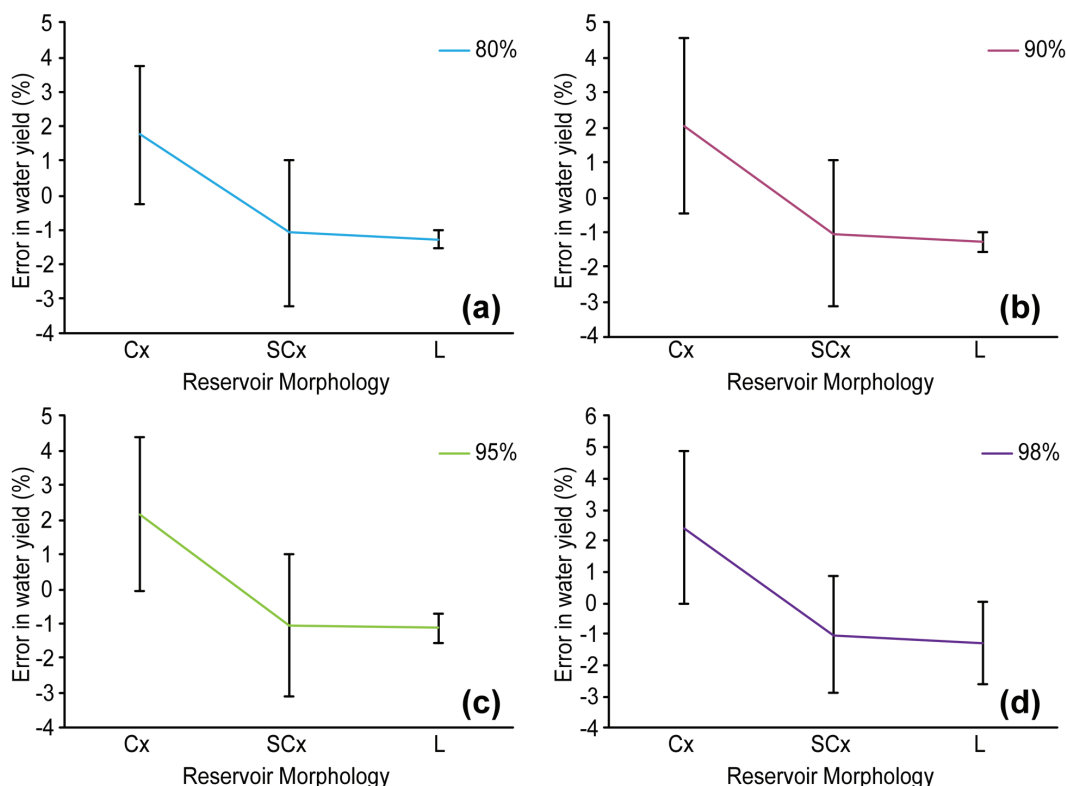 5
4
3
2
1
0
-1
-2
-3
-4
Error in water yield (%)
80%
(a)
Cx SCx L
Reservoir Morphology
5
4
3
2
1
0
-1
-2
-3
-4
Error in water yield (%)
90%
(b)
Cx SCx L
Reservoir Morphology
5
4
3
2
1
0
-1
-2
-3
-4
Error in water yield (%)
95%
(c)
Cx SCx L
Reservoir Morphology
6
5
4
3
2
1
0
-1
-2
-3
-4
Error in water yield (%)
98%
(d)
Cx SCx L
Reservoir Morphology